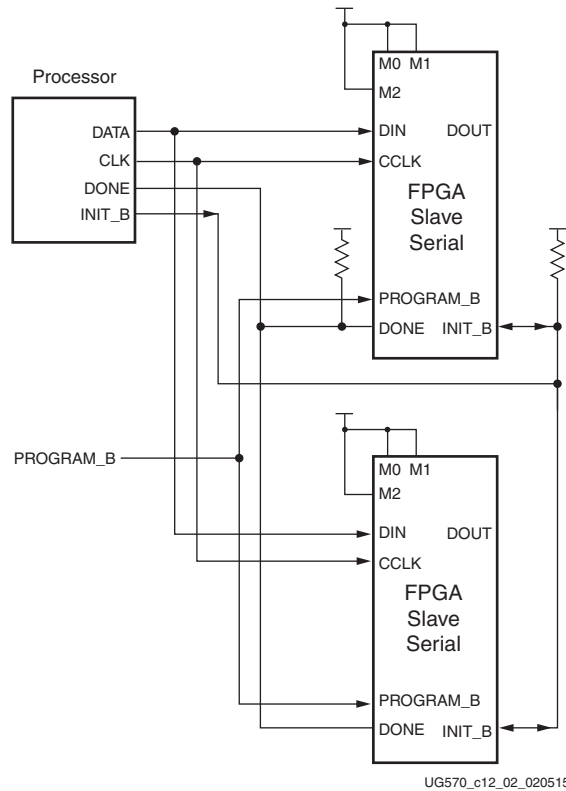 M0 M1
M2
Processor
DATA
CLK
DONE
INIT_B
DIN DOUT
CCLK
FPGA
Slave
Serial
PROGRAM_B
DONE INIT_B
PROGRAM_B
M0 M1
M2
DIN DOUT
CCLK
FPGA
Slave
Serial
PROGRAM_B
DONE INIT_B
UG570_c12_02_020515